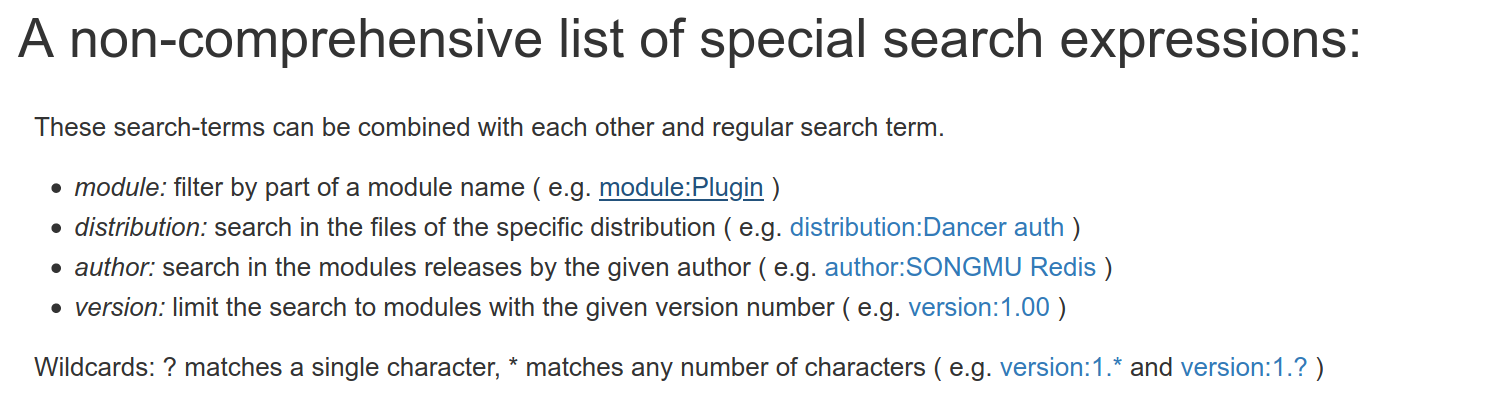 A non-comprehensive list of special search expressions:
These search-terms can be combined with each other and regular search term.
• module: filter by part of a module name ( e.g. module:Plugin )
• distribution: search in the files of the specific distribution ( e.g. distribution:Dancer auth )
• author: search in the modules releases by the given author ( e.g. author:SONGMU Redis )
• version: limit the search to modules with the given version number ( e.g. version:1.00 )
Wildcards: ? matches a single character, * matches any number of characters ( e.g. version:1.* and version:1.? )